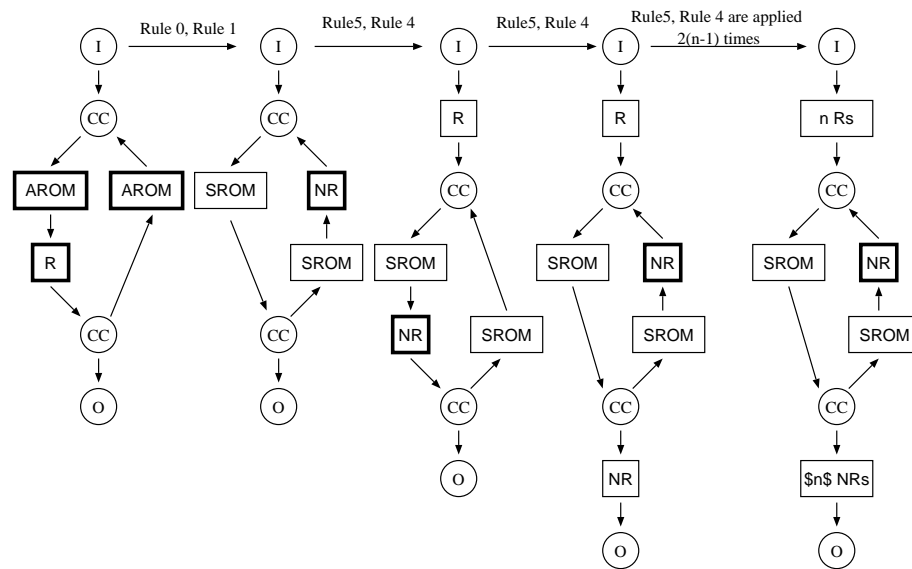 Rule 0, Rule 1
Rule5, Rule 4
Rule5, Rule 4
Rule5, Rule 4 are applied
2(n-1) times
I
I
I
I
I
CC
CC
R
R
n Rs
AROM
AROM
SROM
NR
CC
CC
CC
R
SROM
SROM
SROM
NR
SROM
NR
CC
CC
NR
SROM
SROM
SROM
O
O
CC
CC
CC
O
NR
$n$ NRs
O
O